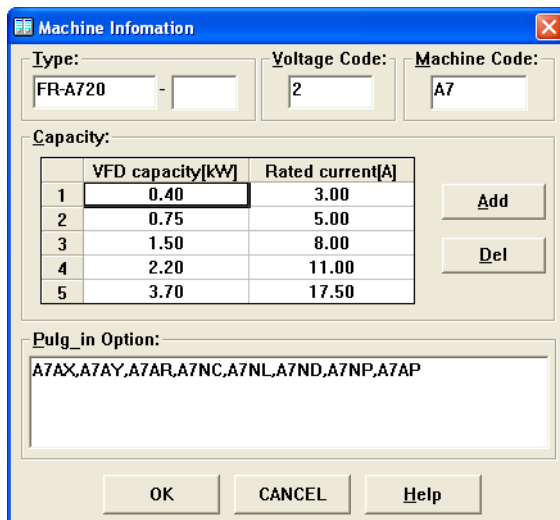 Machine Infomation
Type: Voltage Code: Machine Code:
FR-A720 - 2 A7
Capacity:
VFD capacity[kW] Rated current[A]
1 0.40 3.00
2 0.75 5.00
3 1.50 8.00
4 2.20 11.00
5 3.70 17.50
Add
Del
Pulg_in Option:
A7AX,A7AY,A7AR,A7NC,A7NL,A7ND,A7NP,A7AP
OK CANCEL Help